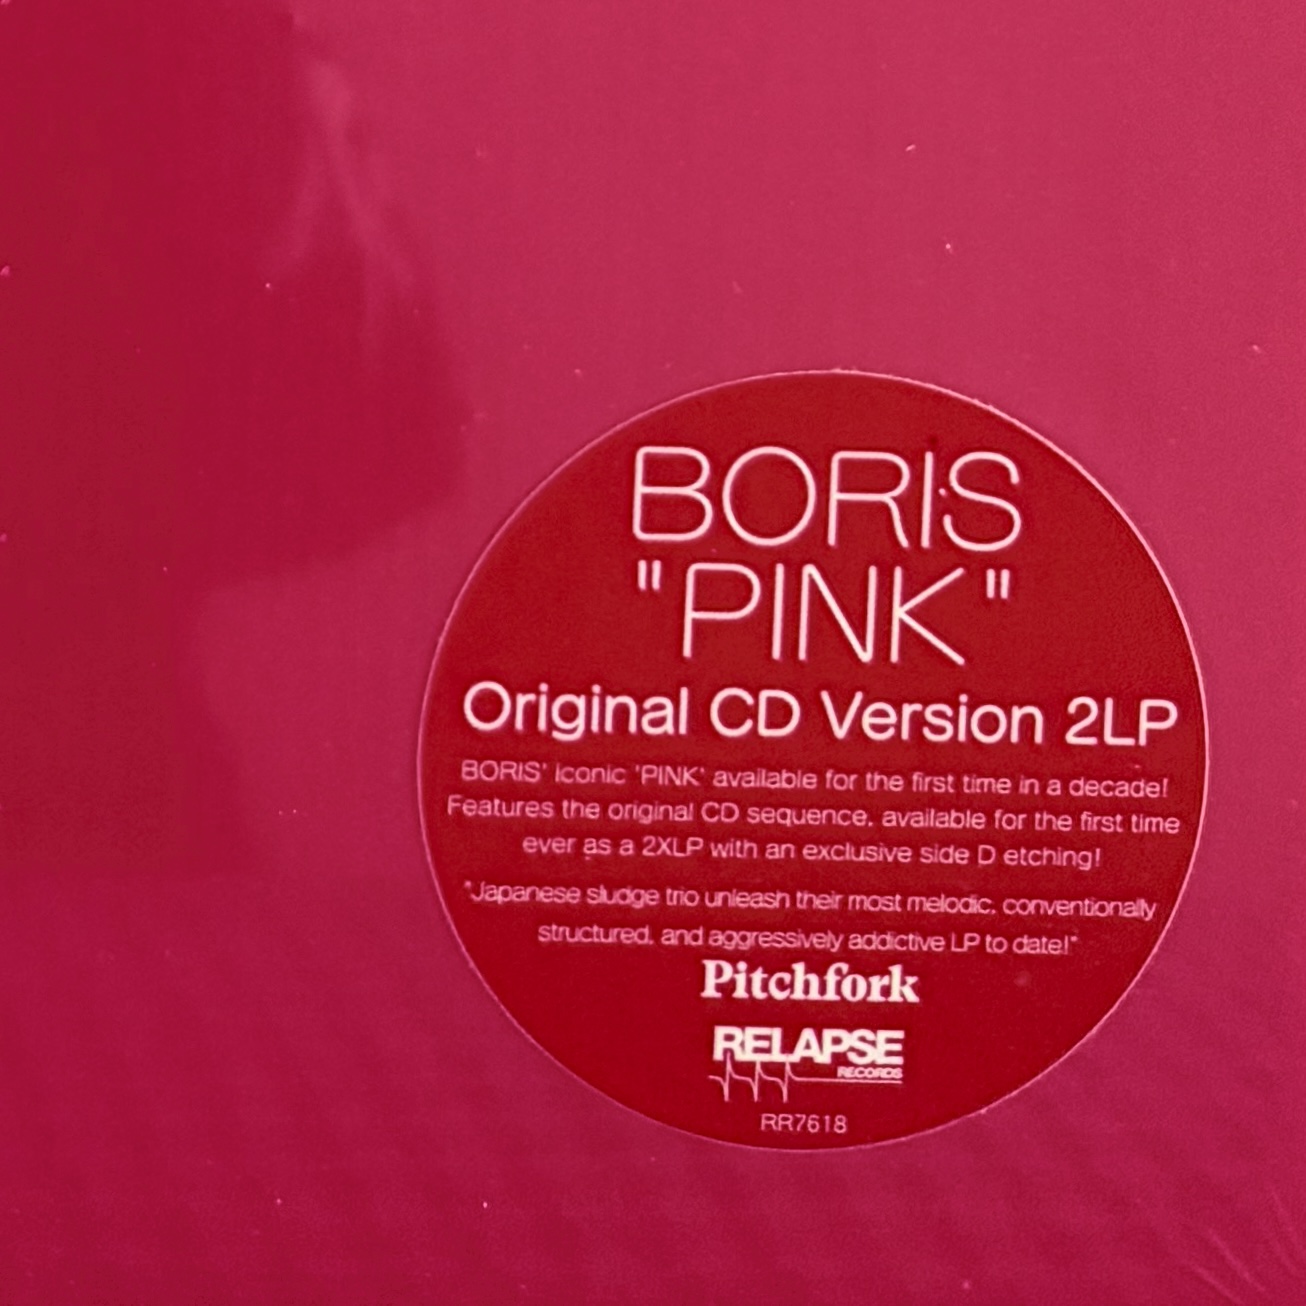 BORIS
"PINK"
Original CD Version 2LP
BORIS' iconic 'PINK' available for the first time in a decade!
Features the original CD sequence, available for the first time
ever as a 2XLP with an exclusive side D etching!
"Japanese sludge trio unleash their most melodic, conventionally
structured, and aggressively addictive LP to date!"
Pitchfork
RELAPSE
RECORDS
RR7618